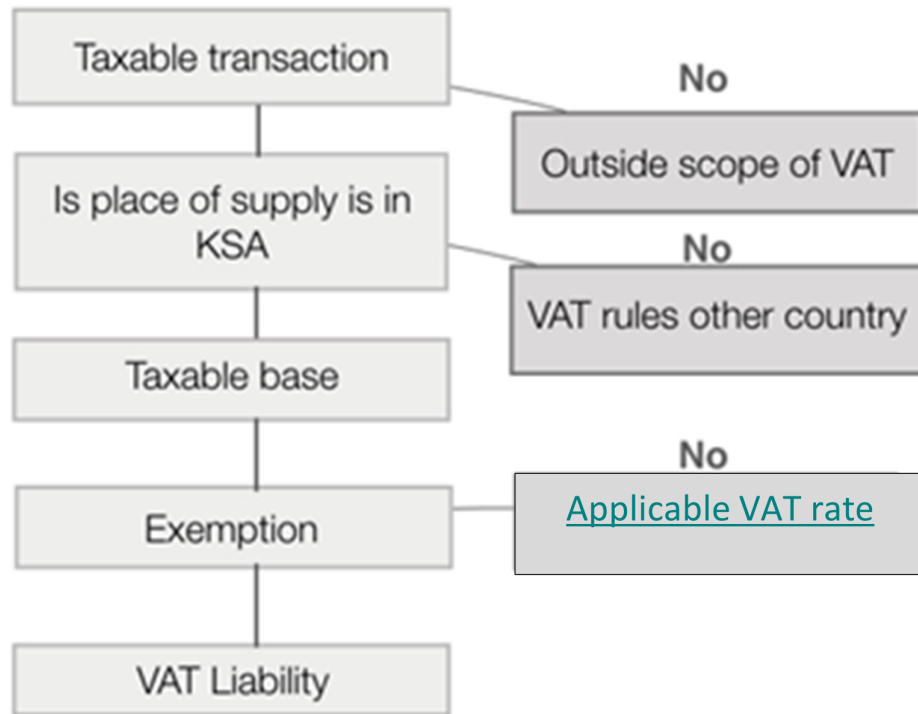 Taxable transaction
No
Outside scope of VAT
Is place of supply is in
KSA
No
VAT rules other country
Taxable base
No
Applicable VAT rate
Exemption
VAT Liability